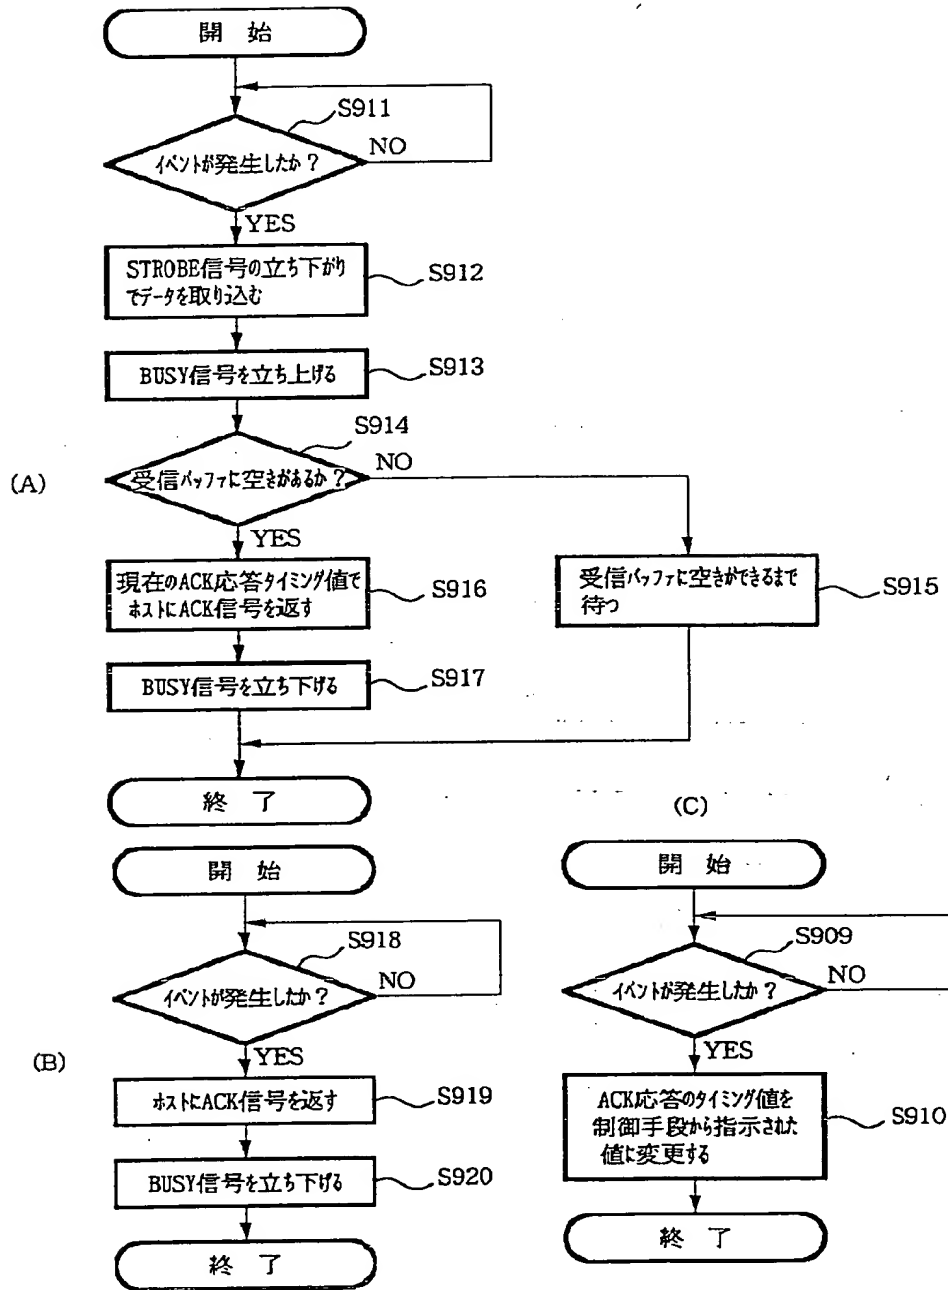 開 始
S911
イベントが発生したか?
NO
YES
STROBE信号の立ち下がり
でデータを取り込む
S912
BUSY信号を立ち上げる
S913
S914
(A)
受信バッファに空きがあるか?
NO
YES
現在のACK応答タイミング値で
ホストにACK信号を返す
S916
受信バッファに空きができるまで
待つ
S915
BUSY信号を立ち下げる
S917
終 了
(B)
開 始
S918
イベントが発生したか?
NO
YES
ホストにACK信号を返す
S919
BUSY信号を立ち下げる
S920
終 了
(C)
開 始
S909
イベントが発生したか?
NO
YES
ACK応答のタイミング値を
制御手段から指示された
値に変更する
S910
終 了